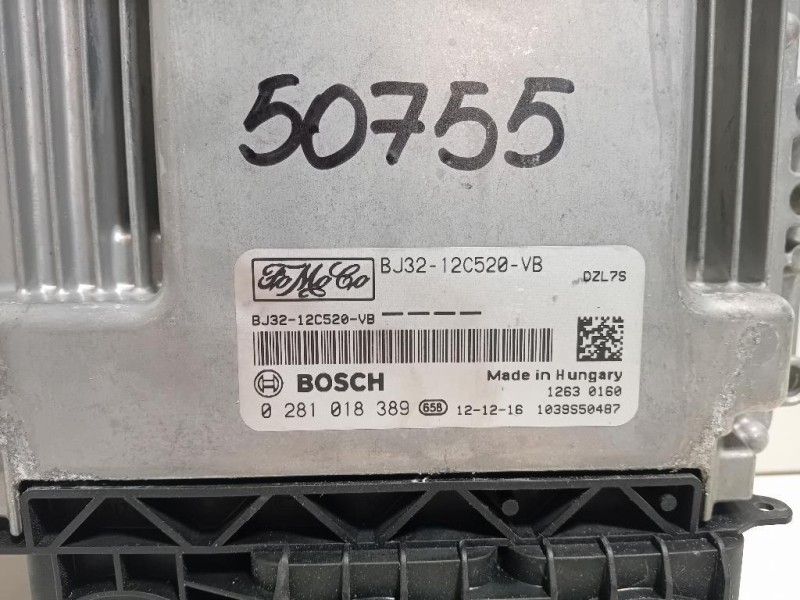 50755
FoMoCo
BJ32-12C520-VB
DZL7S
BJ32-12C520-VB
BOSCH
Made in Hungary
1263 0160
0 281 018 389 65B 12-12-16 1039S50487